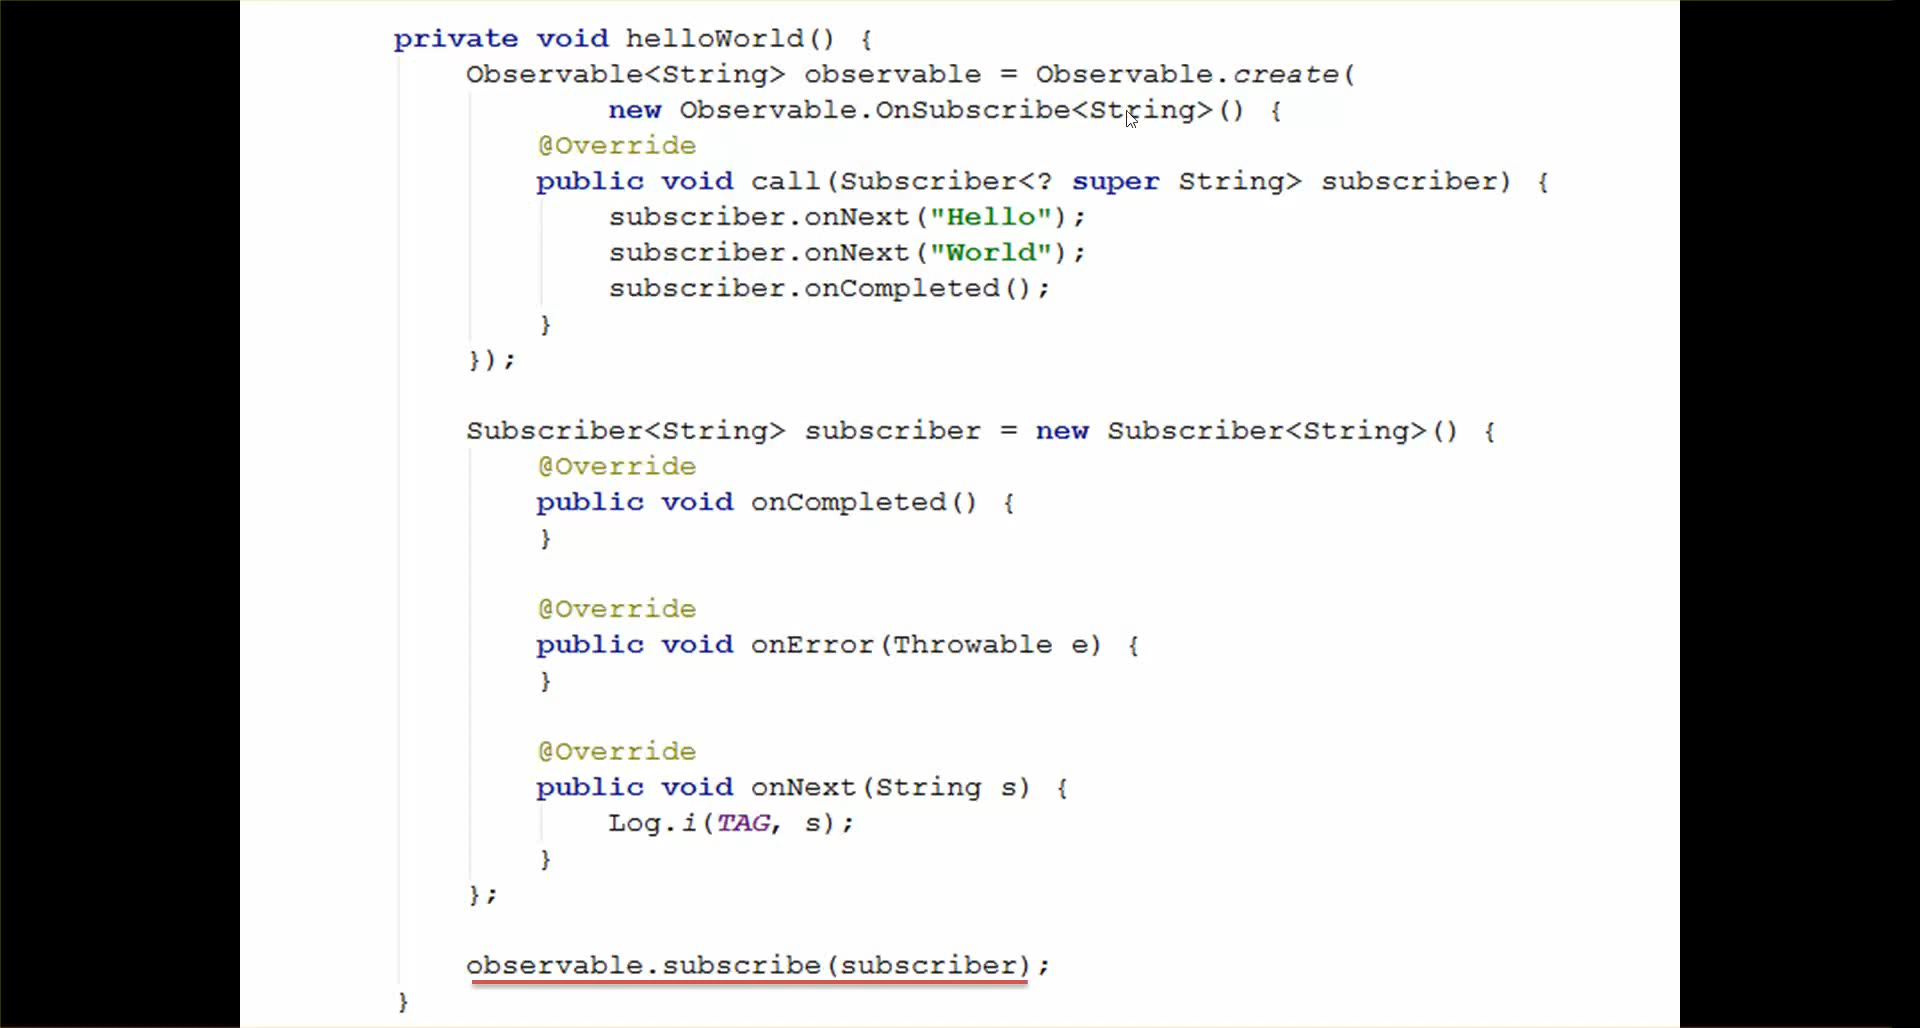 private void helloWorld() {
Observable<String> observable = Observable.create(
new Observable.OnSubscribe<String>() {
@Override
public void call(Subscriber<? super String> subscriber) {
subscriber.onNext("Hello");
subscriber.onNext("World");
subscriber.onCompleted();
}
});
Subscriber<String> subscriber = new Subscriber<String>() {
@Override
public void onCompleted() {
}
@Override
public void onError(Throwable e) {
}
@Override
public void onNext(String s) {
Log.i(TAG, s);
}
};
observable.subscribe(subscriber);
}